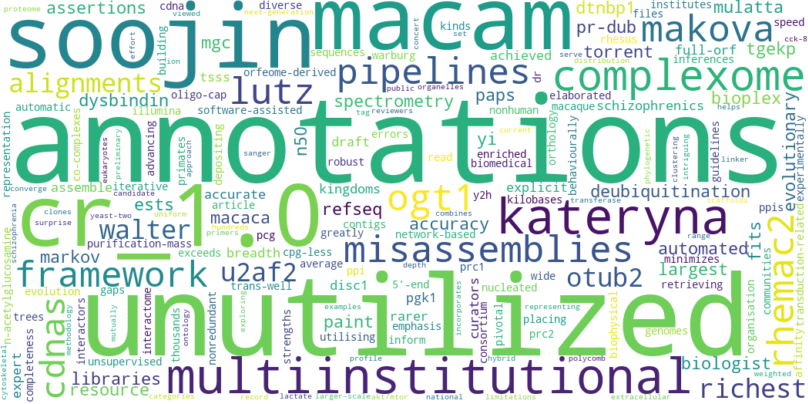 assertions
cdna
diverse
next-generation
proteome
viewed
kinds
set
files
institutes
mulatta
speed
effort
ion
concert
dtnbp1
cck-8
soojin
macam
makova
pr-dub
rhesus
building
mgc
sequences
warburg
torrent
full-orf
tgekp
tsss
orfeome-derived
achieved
inferences
alignments
pipelines
complexome
distribution
serve
oligo-cap
lutz
public
organelles
dr
elaborated
dysbindin
spectrometry
paps
macaque
schizophrenics
bioplex
automatic
illumina
software-assisted
tag
reviewers
nonhuman
annotations
representation
co-complexes
eukaryotes
preliminary
assemble
advancing
iterative
candidate
primates
approach
depositing
sanger
n50
draft
errors
robust
read
yi
enriched
biomedical
current
orthology
intriguing
behaviourally
clustering
phylogenetic
guidelines
linker
helps
evolutionary
experimentally
scaffolds
cr_1.0
schizophrenia
converge
ests
accurate
article
kingdoms
contigs
ogt1
y2h
explicit
kilobases
transferase
deubiquitination
clones
surprise
yeast-two
uniform
hundreds
primers
macaca
refseq
combines
accuracy
kateryna
ppis
walter
purification-mass
pcg
exceeds
breadth
cpg-less
network-based
misassemblies
automated
fits
rhemac2
markov
framework
average
trans-well
u2af2
ppi
depth
prc1
wide
otub2
minimizes
range
largest
retrieving
communities
n-acetylglucosamine
evolution
gaps
disc1
5'-end
nucleated
pgk1
incorporates
unutilized
trees
cdnas
methodology
mutually
completeness
cytoskeletal
expert
unsupervised
interactors
interactome
thousands
ontology
nonredundant
exploring
strengths
paint
utilising
examples
rarer
emphasis
inform
curators
consortium
pivotal
prc2
representing
placing
biophysical
genomes
organisation
weighted
affinity
transduction-related
libraries
resource
multiinstitutional
polycomb
hybrid
biologist
richest
categories
record
lactate
larger-scale
akt/mtor
profile
national
limitations
extracellular